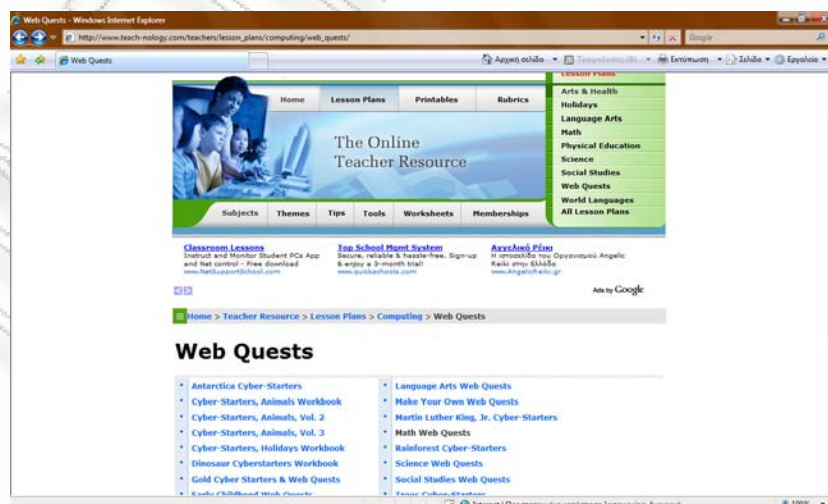 Web Quests - Windows Internet Explorer
http://www.teach-nology.com/teachers/lesson_plans/computing/web_quests/
Google
Web Quests
Αρχική σελίδα
Εκτύπωση
Σελίδα
Εργαλεία
Lesson Plans
Home
Lesson Plans
Printables
Rubrics
Arts & Health
Holidays
Language Arts
Math
Physical Education
Science
Social Studies
Web Quests
World Languages
All Lesson Plans
The Online
Teacher Resource
Subjects
Themes
Tips
Tools
Worksheets
Memberships
Classroom Lessons
Instruct and Monitor Student PCs App
and Net control - Free download
www.NetSupportSchool.com
Top School Mgmt System
Secure, reliable & hassle-free. Sign-up
& enjoy a 3-month trial!
www.quickschools.com
Αγγελικό Ρέικι
Η ιστοσελίδα του Οργανισμού Angelic
Reiki στην Ελλάδα
www.AngelicReiki.gr
Ads by Google
Home > Teacher Resource > Lesson Plans > Computing > Web Quests
Web Quests
Antarctica Cyber-Starters
Cyber-Starters, Animals Workbook
Cyber-Starters, Animals, Vol. 2
Cyber-Starters, Animals, Vol. 3
Cyber-Starters, Holidays Workbook
Dinosaur Cyberstarters Workbook
Gold Cyber Starters & Web Quests
Early Childhood Web Quests
Language Arts Web Quests
Make Your Own Web Quests
Martin Luther King, Jr. Cyber-Starters
Math Web Quests
Rainforest Cyber-Starters
Science Web Quests
Social Studies Web Quests
Trees Cyber-Starters
100%